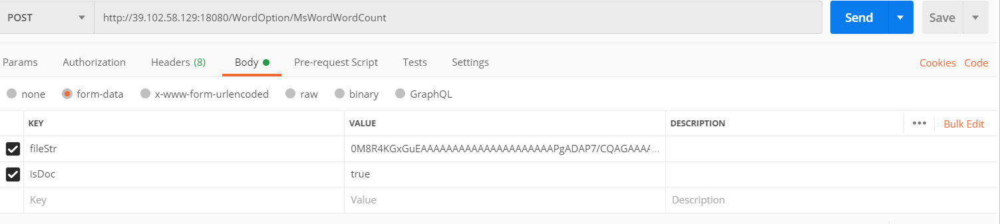 POST http://39.102.58.129:18080/WordOption/MsWordWordCount Send Save
Params Authorization Headers (8) Body Pre-request Script Tests Settings Cookies Code
none form-data x-www-form-urlencoded raw binary GraphQL
KEY VALUE DESCRIPTION ••• Bulk Edit
fileStr 0M8R4KGxGuEAAAAAAAAAAAAAAAAAAAAAPgADAP7/CQAGAAAA...
isDoc true
Key Value Description